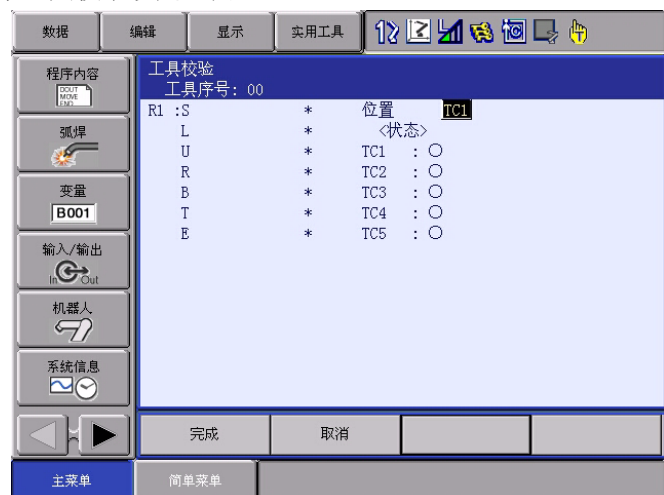 数据 编辑 显示 实用工具
程序内容
DOUT
MOVE
END
弧焊
变量
B001
输入/输出
In Out
机器人
系统信息
工具校验
工具序号: 00
R1 :S * 位置 TC1
L * <状态>
U * TC1 : ○
R * TC2 : ○
B * TC3 : ○
T * TC4 : ○
E * TC5 : ○
完成 取消
主菜单 简单菜单